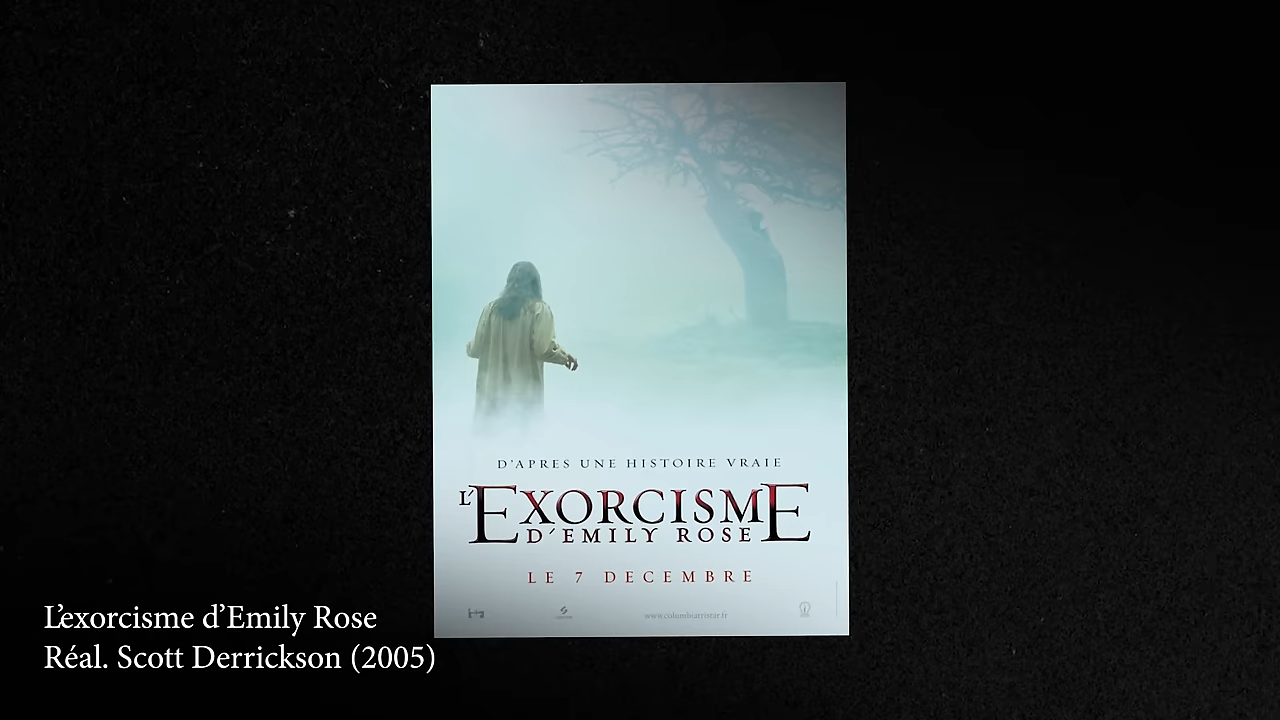 D'APRES UNE HISTOIRE VRAIE
L'EXORCISME
D'EMILY ROSE
LE 7 DECEMBRE
www.columbiatristar.fr
L'exorcisme d'Emily Rose
Réal. Scott Derrickson (2005)